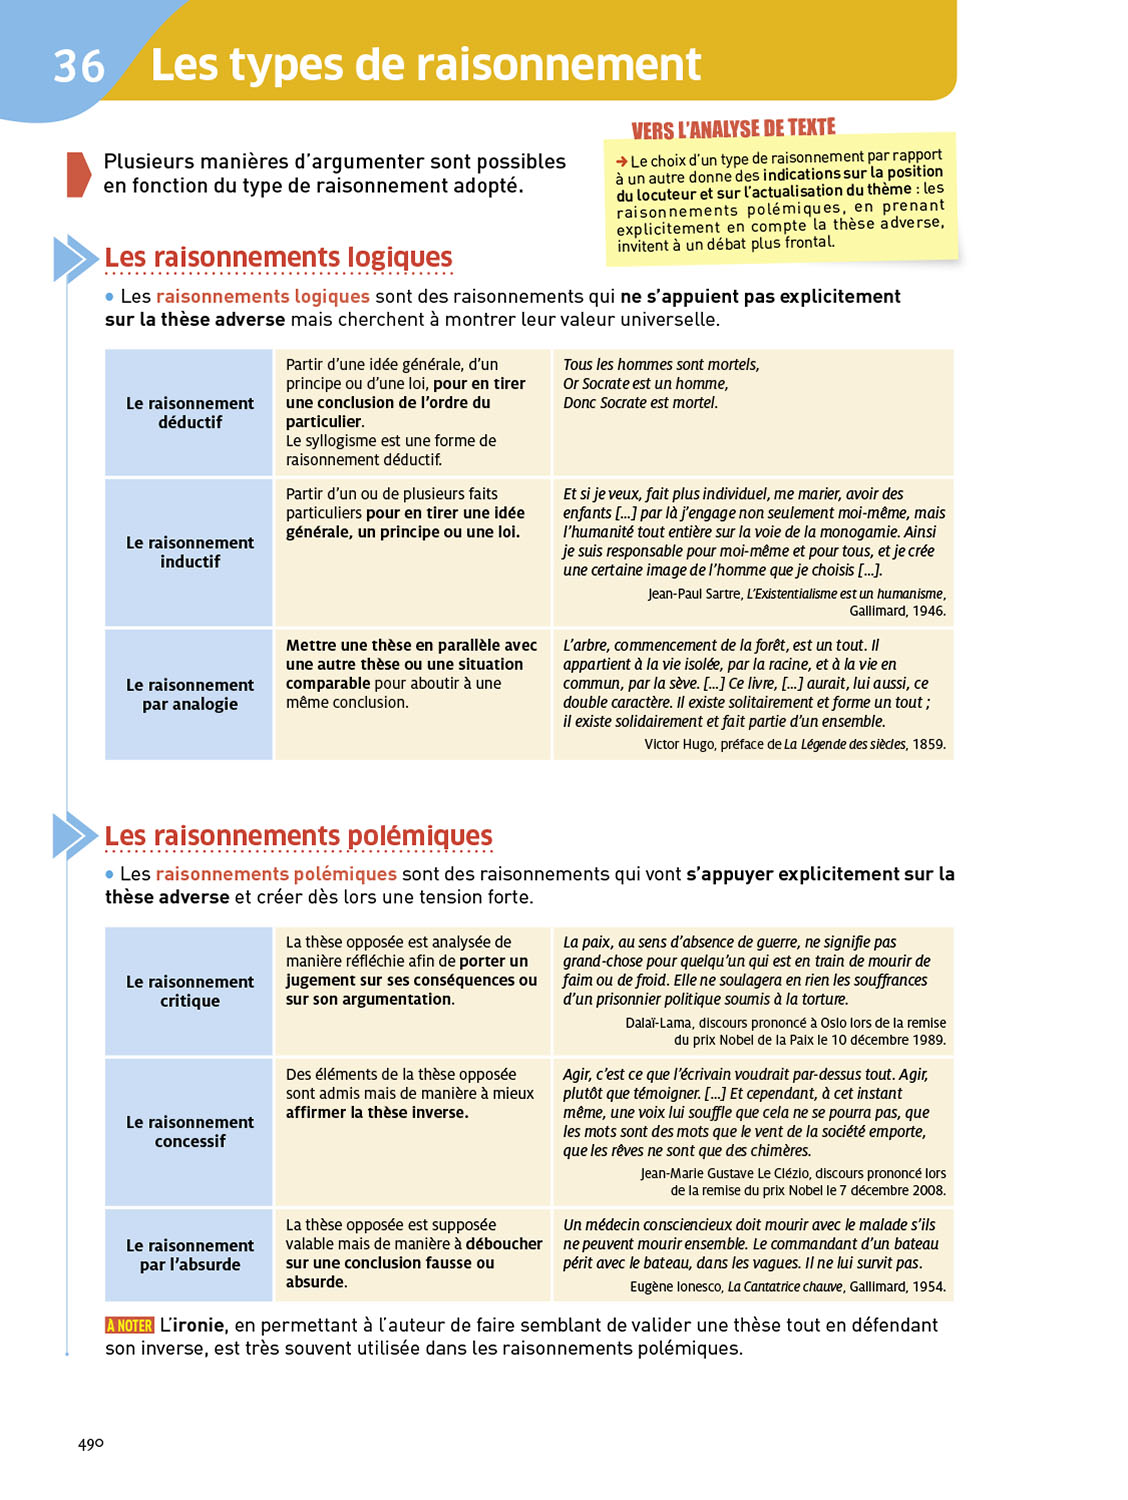 36
Les types de raisonnement
Plusieurs manières d'argumenter sont possibles
en fonction du type de raisonnement adopté.
VERS L'ANALYSE DE TEXTE
➔ Le choix d'un type de raisonnement par rapport
à un autre donne des indications sur la position
du locuteur et sur l'actualisation du thème : les
raisonnements polémiques, en prenant
explicitement en compte la thèse adverse,
invitent à un débat plus frontal.
Les raisonnements logiques
• Les raisonnements logiques sont des raisonnements qui ne s'appuient pas explicitement
sur la thèse adverse mais cherchent à montrer leur valeur universelle.
Le raisonnement
déductif
Partir d'une idée générale, d'un
principe ou d'une loi, pour en tirer
une conclusion de l'ordre du
particulier.
Le syllogisme est une forme de
raisonnement déductif.
Tous les hommes sont mortels,
Or Socrate est un homme,
Donc Socrate est mortel.
Le raisonnement
inductif
Partir d'un ou de plusieurs faits
particuliers pour en tirer une idée
générale, un principe ou une loi.
Et si je veux, fait plus individuel, me marier, avoir des
enfants […] par là j'engage non seulement moi-même, mais
l'humanité tout entière sur la voie de la monogamie. Ainsi
je suis responsable pour moi-même et pour tous, et je crée
une certaine image de l'homme que je choisis […].
Jean-Paul Sartre, L'Existentialisme est un humanisme,
Gallimard, 1946.
Le raisonnement
par analogie
Mettre une thèse en parallèle avec
une autre thèse ou une situation
comparable pour aboutir à une
même conclusion.
L'arbre, commencement de la forêt, est un tout. Il
appartient à la vie isolée, par la racine, et à la vie en
commun, par la sève. […] Ce livre, […] aurait, lui aussi, ce
double caractère. Il existe solitairement et forme un tout ;
il existe solidairement et fait partie d'un ensemble.
Victor Hugo, préface de La Légende des siècles, 1859.
Les raisonnements polémiques
• Les raisonnements polémiques sont des raisonnements qui vont s'appuyer explicitement sur la
thèse adverse et créer dès lors une tension forte.
Le raisonnement
critique
La thèse opposée est analysée de
manière réfléchie afin de porter un
jugement sur ses conséquences ou
sur son argumentation.
La paix, au sens d'absence de guerre, ne signifie pas
grand-chose pour quelqu'un qui est en train de mourir de
faim ou de froid. Elle ne soulagera en rien les souffrances
d'un prisonnier politique soumis à la torture.
Dalaï-Lama, discours prononcé à Oslo lors de la remise
du prix Nobel de la Paix le 10 décembre 1989.
Le raisonnement
concessif
Des éléments de la thèse opposée
sont admis mais de manière à mieux
affirmer la thèse inverse.
Agir, c'est ce que l'écrivain voudrait par-dessus tout. Agir,
plutôt que témoigner. […] Et cependant, à cet instant
même, une voix lui souffle que cela ne se pourra pas, que
les mots sont des mots que le vent de la société emporte,
que les rêves ne sont que des chimères.
Jean-Marie Gustave Le Clézio, discours prononcé lors
de la remise du prix Nobel le 7 décembre 2008.
Le raisonnement
par l'absurde
La thèse opposée est supposée
valable mais de manière à déboucher
sur une conclusion fausse ou
absurde.
Un médecin consciencieux doit mourir avec le malade s'ils
ne peuvent mourir ensemble. Le commandant d'un bateau
périt avec le bateau, dans les vagues. Il ne lui survit pas.
Eugène Ionesco, La Cantatrice chauve, Gallimard, 1954.
À NOTER L'ironie, en permettant à l'auteur de faire semblant de valider une thèse tout en défendant
son inverse, est très souvent utilisée dans les raisonnements polémiques.
490